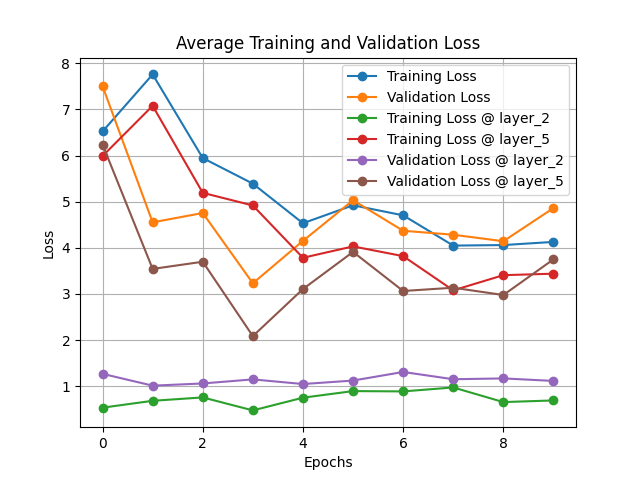 Average Training and Validation Loss
8
7
6
5
4
3
2
1
Loss
Training Loss
Validation Loss
Training Loss @ layer_2
Training Loss @ layer_5
Validation Loss @ layer_2
Validation Loss @ layer_5
0 2 4 6 8
Epochs